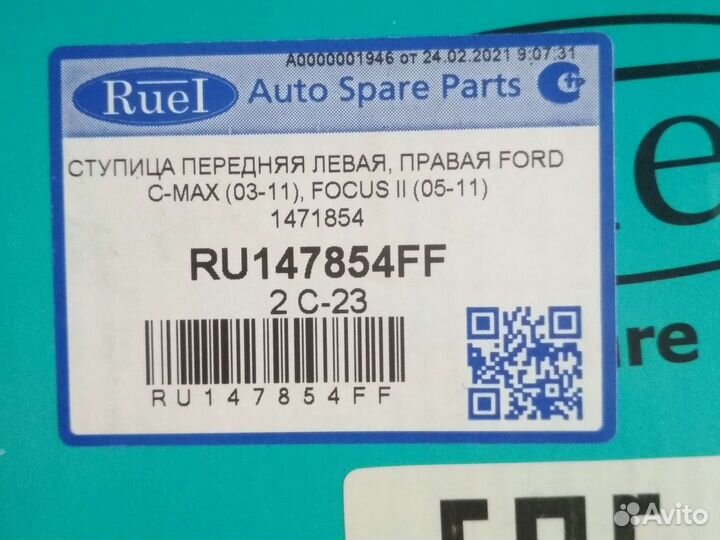 A0000001946 от 24.02.2021 9:07:31
Ruel Auto Spare Parts
СТУПИЦА ПЕРЕДНЯЯ ЛЕВАЯ, ПРАВАЯ FORD
C-MAX (03-11), FOCUS II (05-11)
1471854
RU147854FF
2 C-23
RU147854FF
Avito